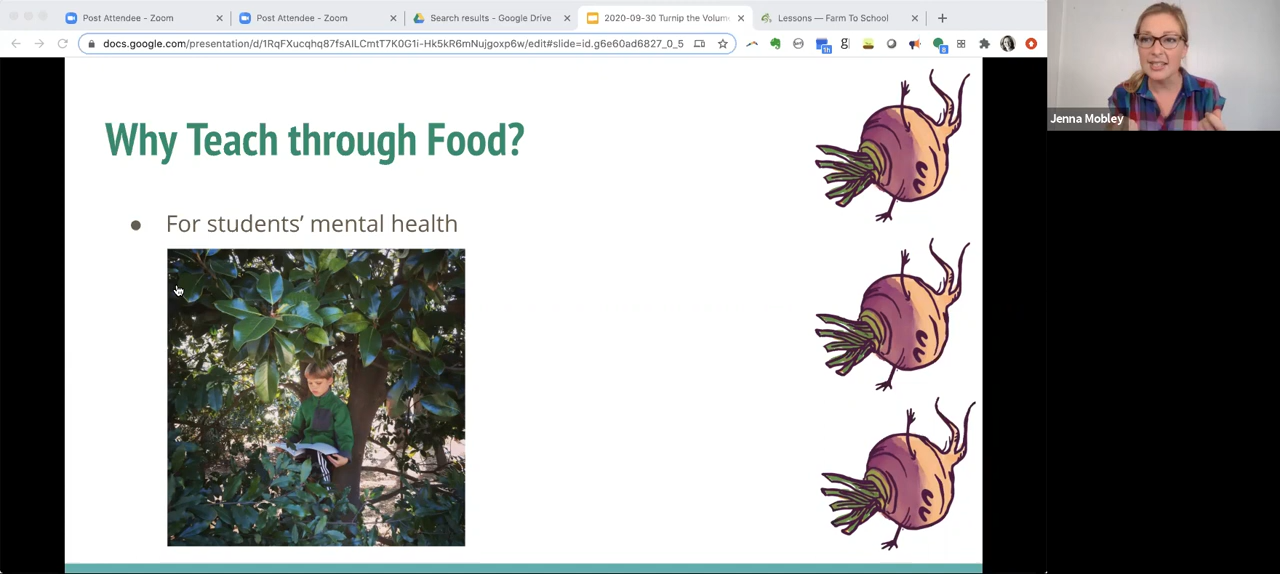 Post Attendee - Zoom
Post Attendee - Zoom
Search results - Google Drive
2020-09-30 Turnip the Volum
Lessons — Farm To School
docs.google.com/presentation/d/1RqFXucqhq87fsAILCmtT7K0G1i-Hk5kR6mNujgoxp6w/edit#slide=id.g6e60ad6827_0_5
1h
8
Jenna Mobley
Why Teach through Food?
● For students’ mental health